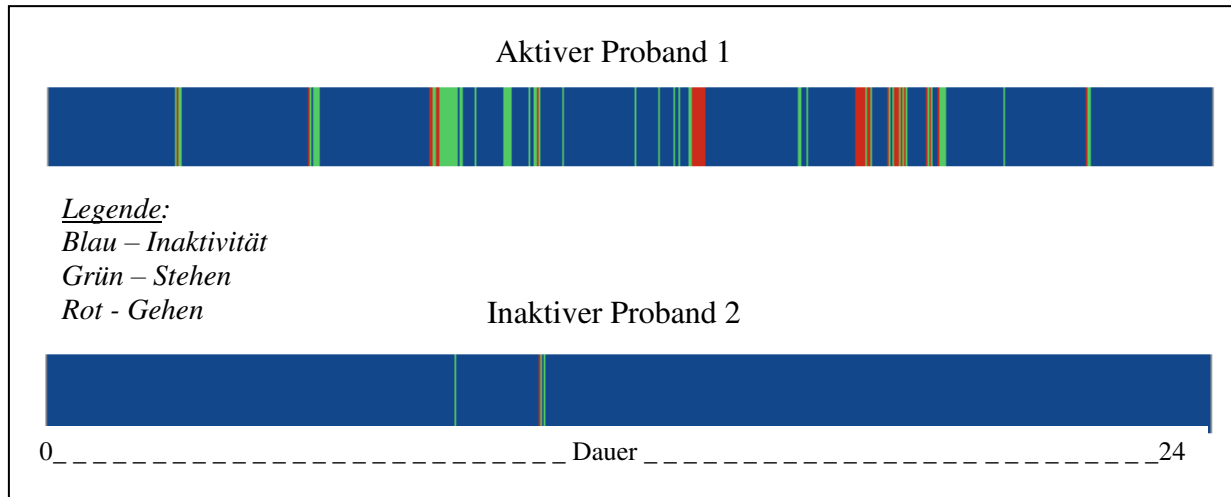 Aktiver Proband 1
Legende:
Blau – Inaktivität
Grün – Stehen
Rot - Gehen
Inaktiver Proband 2
0_ _ _ _ _ _ _ _ _ _ _ _ _ _ _ _ _ _ _ _ _ _ _ _ _ _ Dauer _ _ _ _ _ _ _ _ _ _ _ _ _ _ _ _ _ _ _ _ _ _ _ _ _ _24